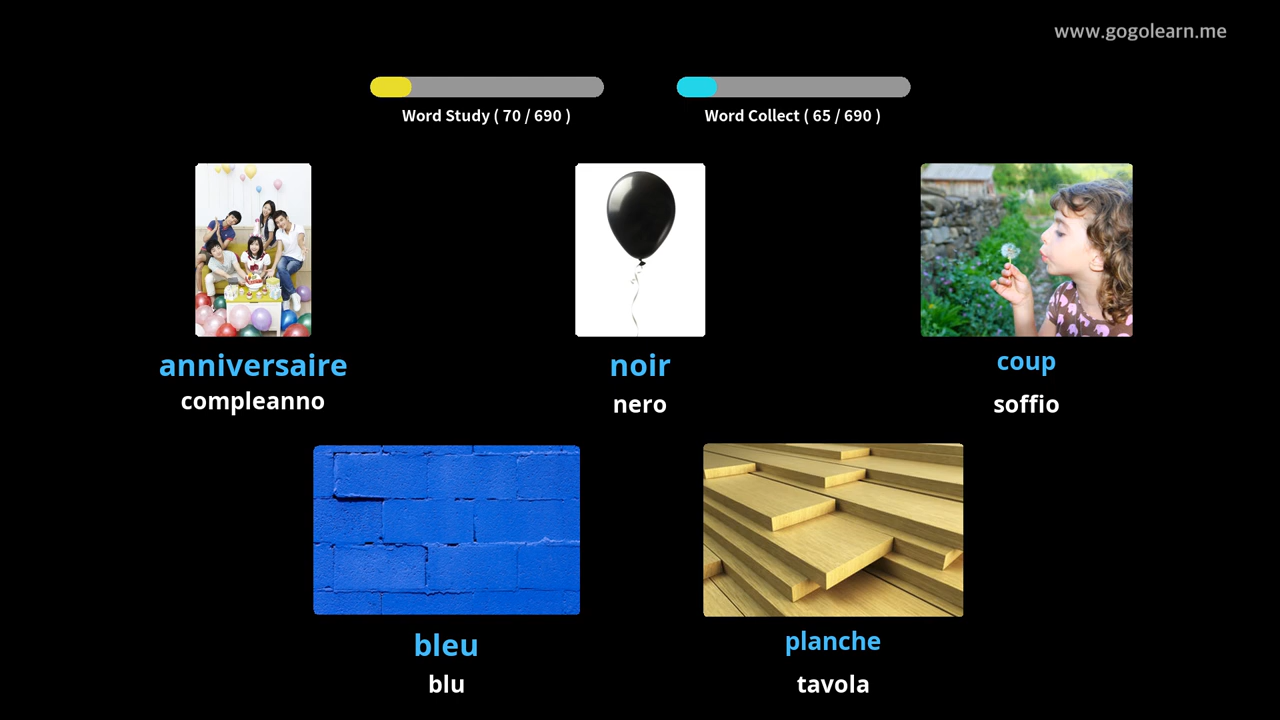 www.gogolearn.me
Word Study ( 70 / 690 )
Word Collect ( 65 / 690 )
anniversaire
compleanno
noir
nero
coup
soffio
bleu
blu
planche
tavola